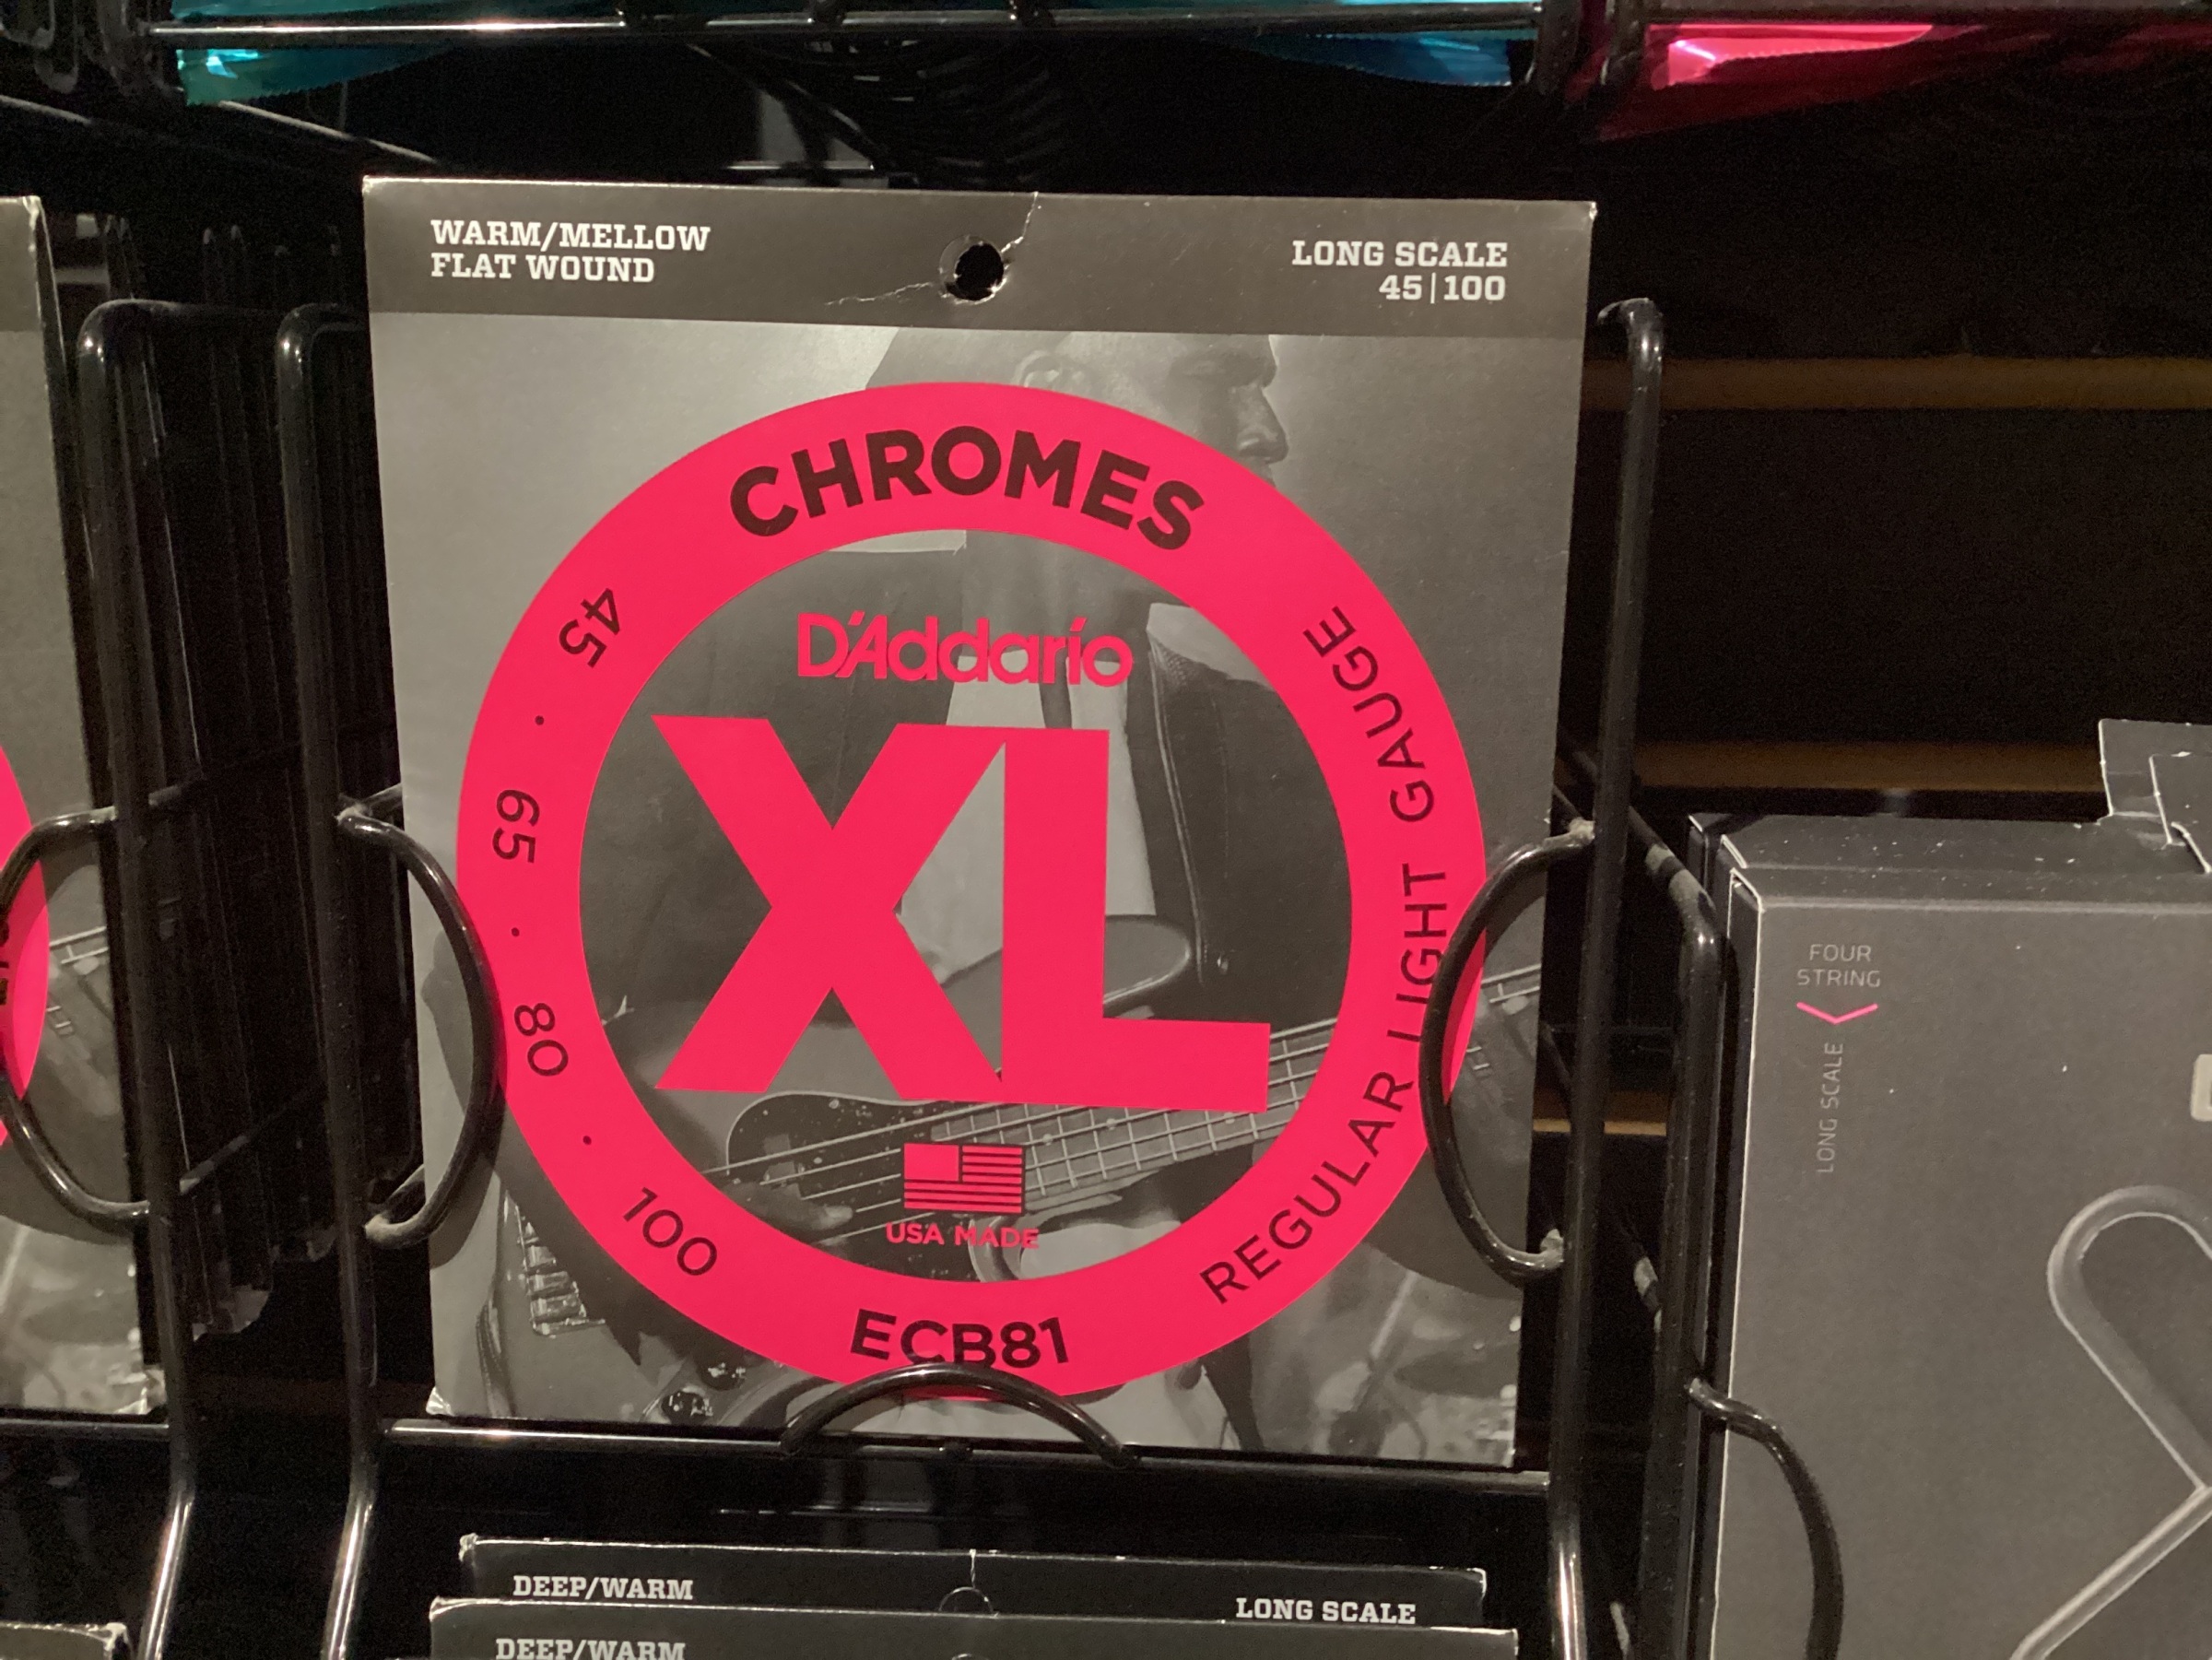 WARM/MELLOW
FLAT WOUND
LONG SCALE
45|100
CHROMES
D'Addario
XL
USA MADE
45 · 65 · 80 · 100
ECB81
REGULAR LIGHT GAUGE
FOUR
STRING
LONG SCALE
DEEP/WARM
LONG SCALE
DEEP/WARM